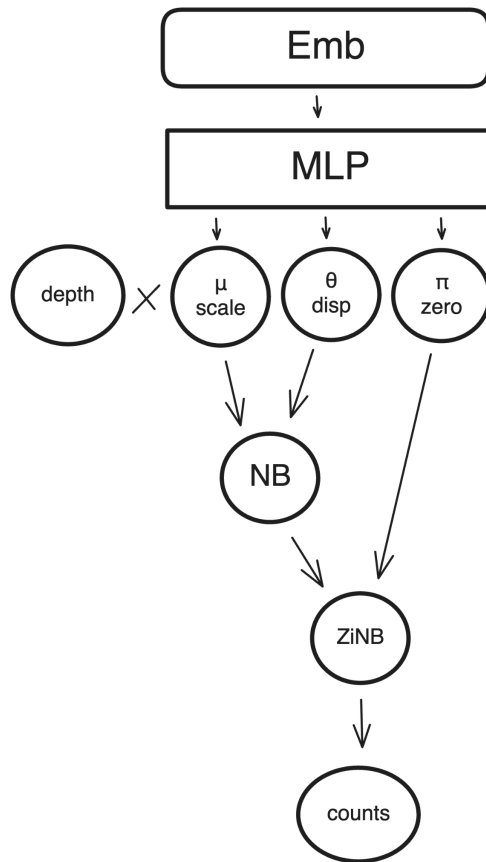 Emb
MLP
depth
×
μ
scale
θ
disp
π
zero
NB
ZiNB
counts